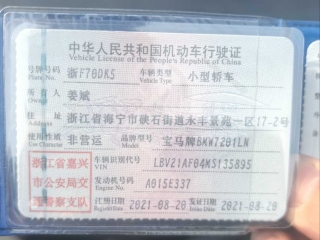 中华人民共和国机动车行驶证
Vehicle License of the People's Republic of China
号牌号码 浙F70DK5 车辆类型 小型轿车
Plate No. Vehicle Type
所有人 姜斌
Owner
住址 浙江省海宁市硖石街道永丰景苑一区17-2号
Address
使用性质 非营运 品牌型号 宝马牌BMW7201LN
Use Character Model
浙江省嘉兴市公安局交通警察支队
车辆识别代号 LBV21AF04MS135895
VIN
发动机号码 A015E337
Engine No.
注册日期 2021-08-20 发证日期 2021-08-20
Register Date Issue Date